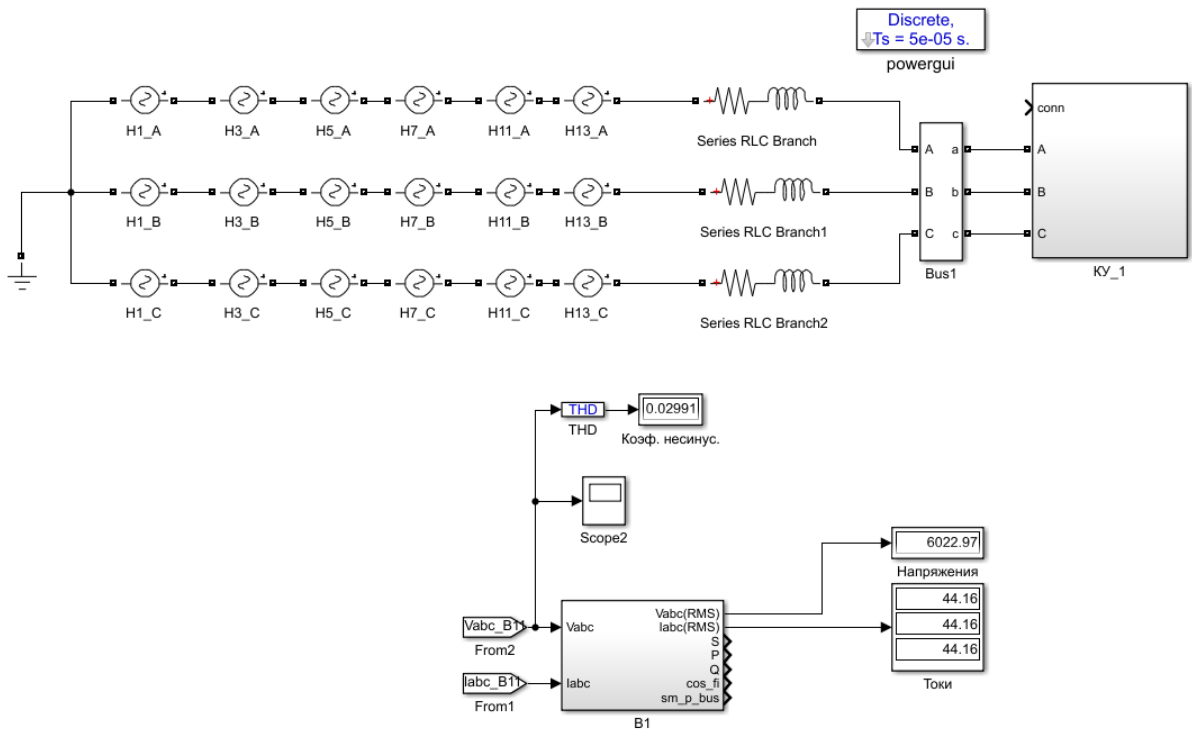 Discrete,
Ts = 5e-05 s.
powergui
H1_A H3_A H5_A H7_A H11_A H13_A
Series RLC Branch
H1_B H3_B H5_B H7_B H11_B H13_B
Series RLC Branch1
H1_C H3_C H5_C H7_C H11_C H13_C
Series RLC Branch2
A a
B b
C c
Bus1
conn
A
B
C
КУ_1
THD
THD
0.02991
Коэф. несинус.
Scope2
Vabc_B11
From2
Iabc_B11
From1
Vabc
Iabc
Vabc(RMS)
Iabc(RMS)
S
P
Q
cos_fi
sm_p_bus
B1
6022.97
Напряжения
44.16
44.16
44.16
Токи